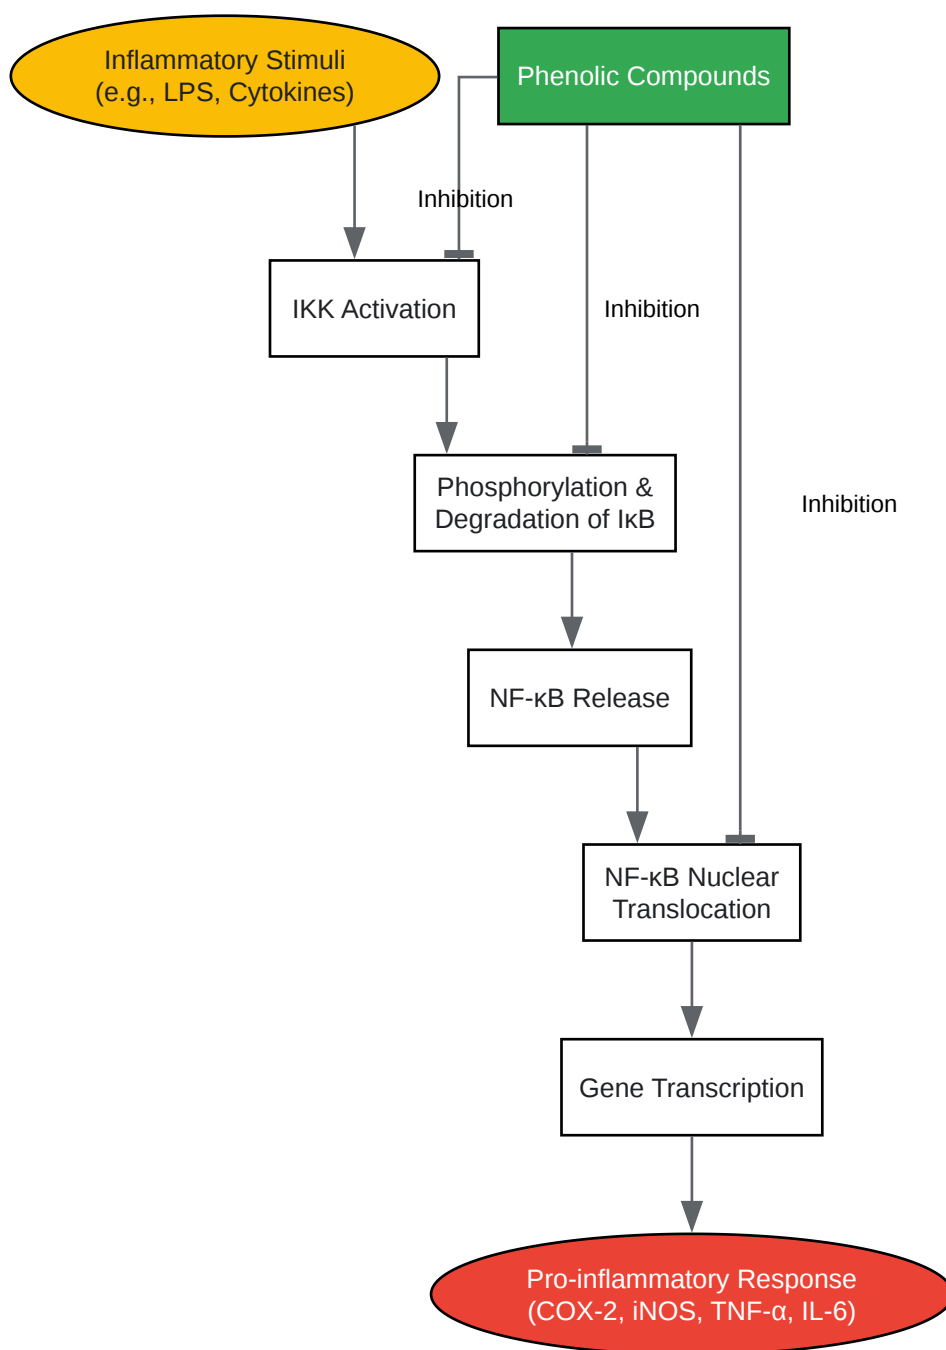 Inflammatory Stimuli
(e.g., LPS, Cytokines)
Phenolic Compounds
Inhibition
IKK Activation
Inhibition
Phosphorylation &
Degradation of IκB
Inhibition
NF-κB Release
NF-κB Nuclear
Translocation
Gene Transcription
Pro-inflammatory Response
(COX-2, iNOS, TNF-α, IL-6)